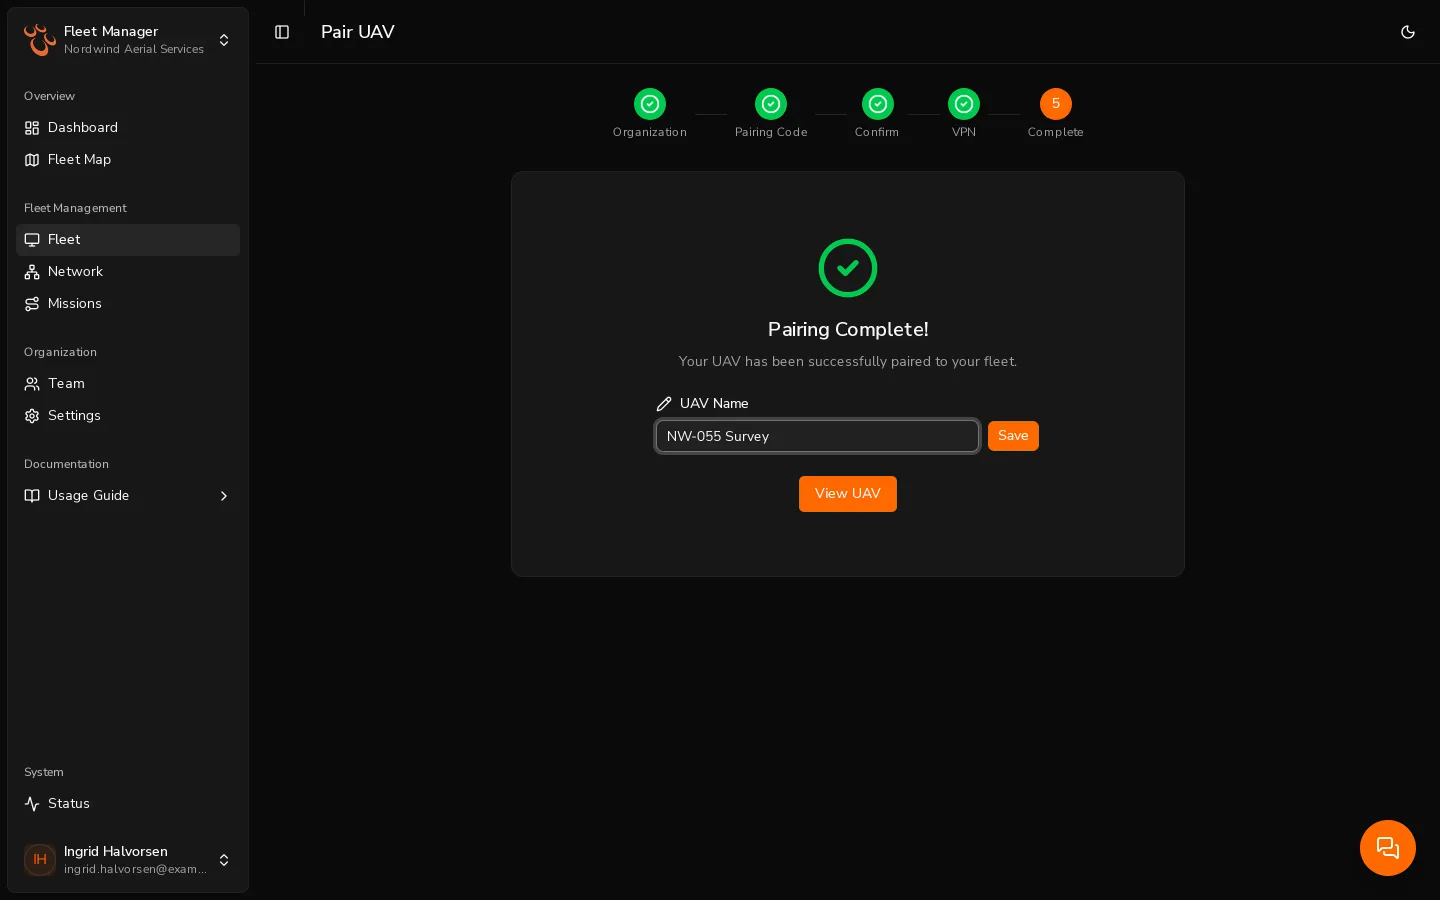 Fleet Manager
Nordwind Aerial Services
Overview
Dashboard
Fleet Map
Fleet Management
Fleet
Network
Missions
Organization
Team
Settings
Documentation
Usage Guide
System
Status
IH
Ingrid Halvorsen
ingrid.halvorsen@exam...
Pair UAV
Organization
Pairing Code
Confirm
VPN
5
Complete
Pairing Complete!
Your UAV has been successfully paired to your fleet.
UAV Name
NW-055 Survey
Save
View UAV